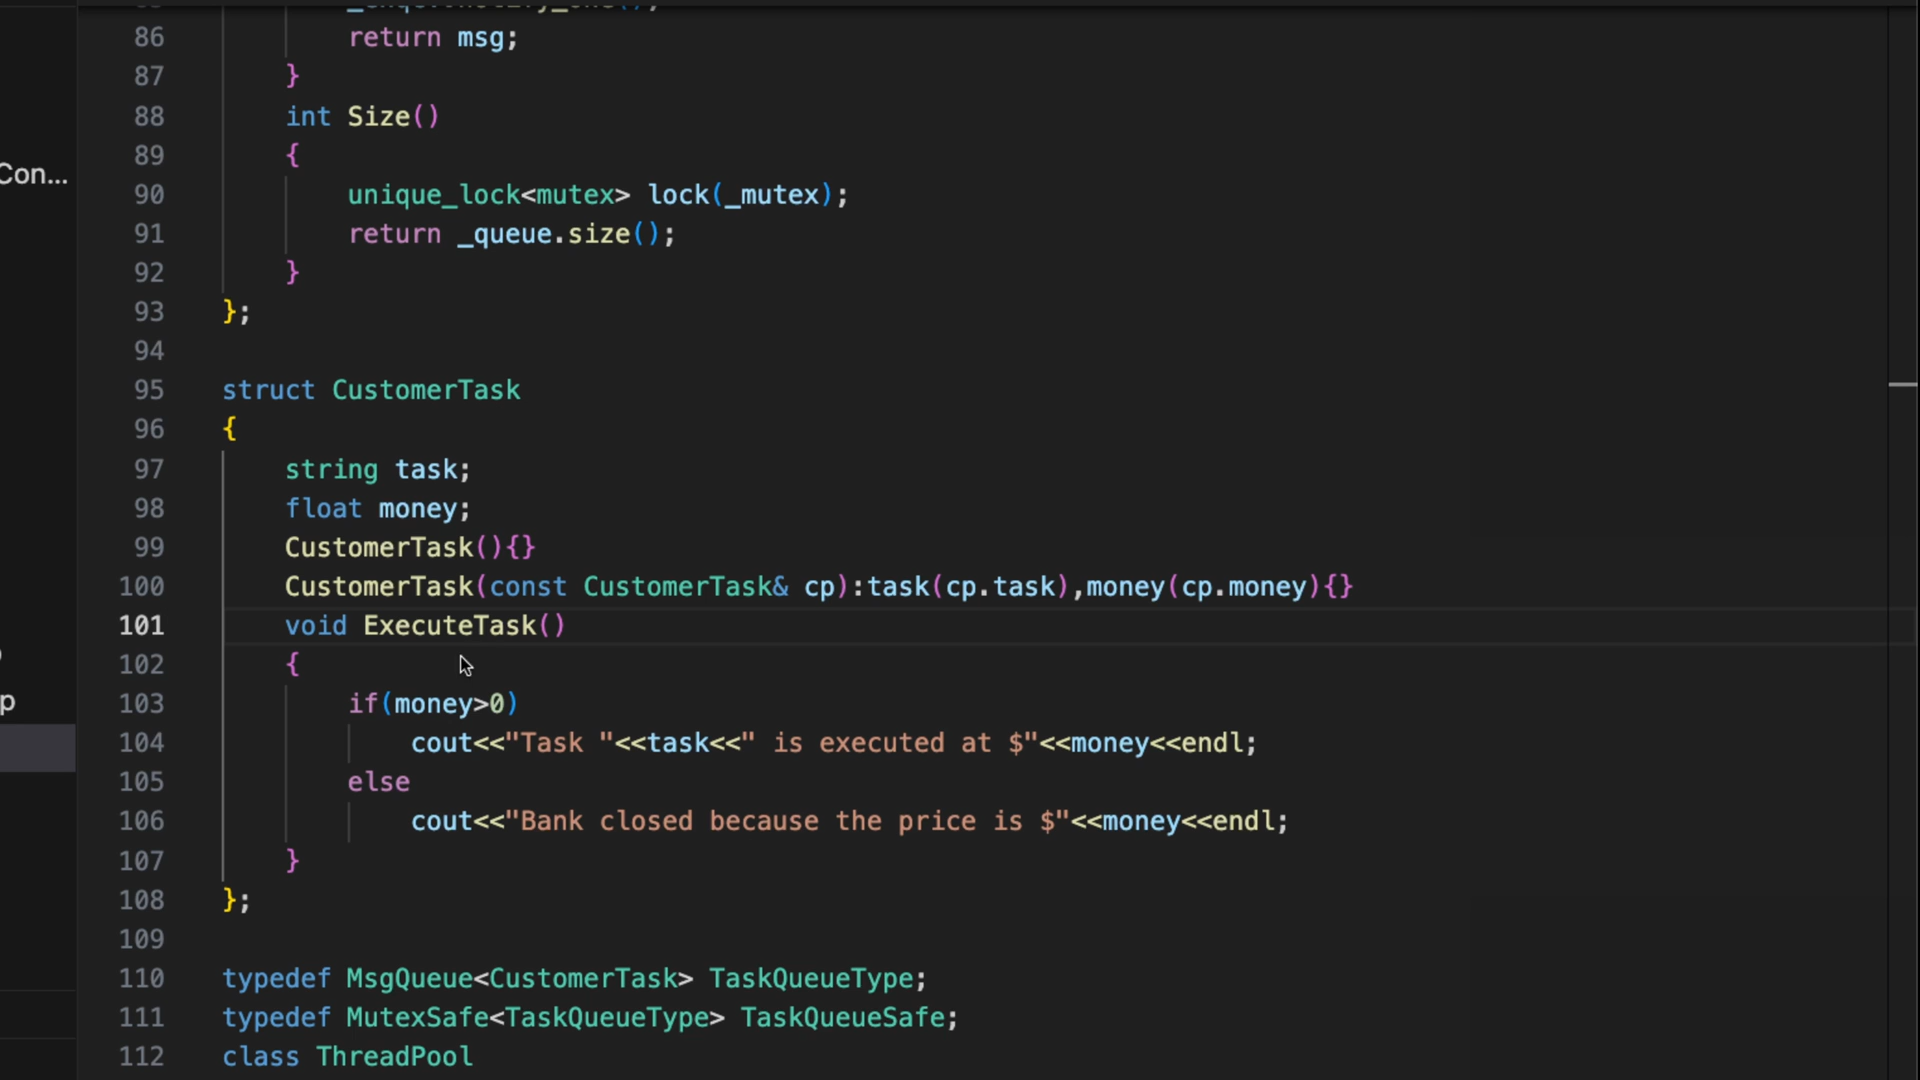 86 return msg;
87 }
88 int Size()
89 {
90 unique_lock<mutex> lock(_mutex);
91 return _queue.size();
92 }
93 };
94
95 struct CustomerTask
96 {
97 string task;
98 float money;
99 CustomerTask(){}
100 CustomerTask(const CustomerTask& cp):task(cp.task),money(cp.money){}
101 void ExecuteTask()
102 {
103 if(money>0)
104 cout<<"Task "<<task<<" is executed at $"<<money<<endl;
105 else
106 cout<<"Bank closed because the price is $"<<money<<endl;
107 }
108 };
109
110 typedef MsgQueue<CustomerTask> TaskQueueType;
111 typedef MutexSafe<TaskQueueType> TaskQueueSafe;
112 class ThreadPool
Con...
p